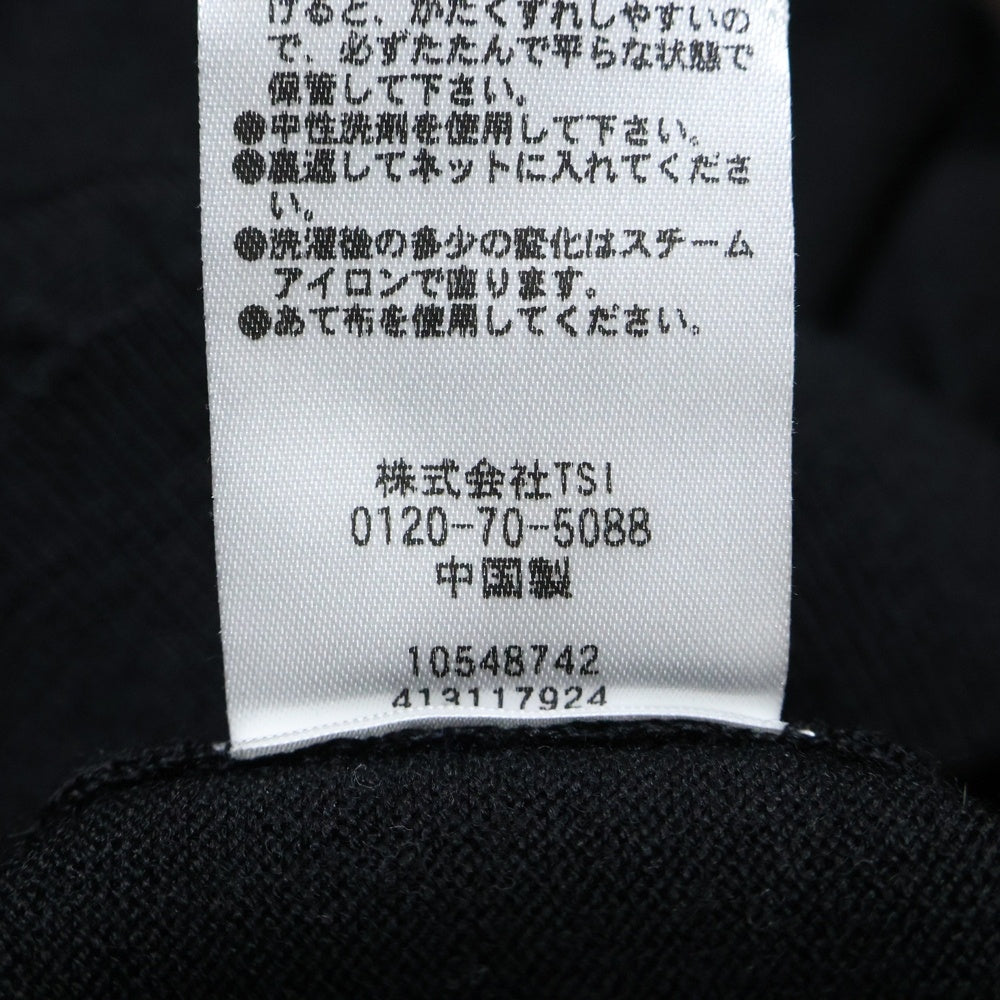 けると、かたくずれしやすいの
で、必ずたたんで平らな状態で
保管して下さい。
●中性洗剤を使用して下さい。
●裏返してネットに入れてくださ
い。
●洗濯後の多少の変化はスチーム
アイロンで直ります。
●あて布を使用してください。
株式会社TSI
0120-70-5088
中国製
10548742
413117924